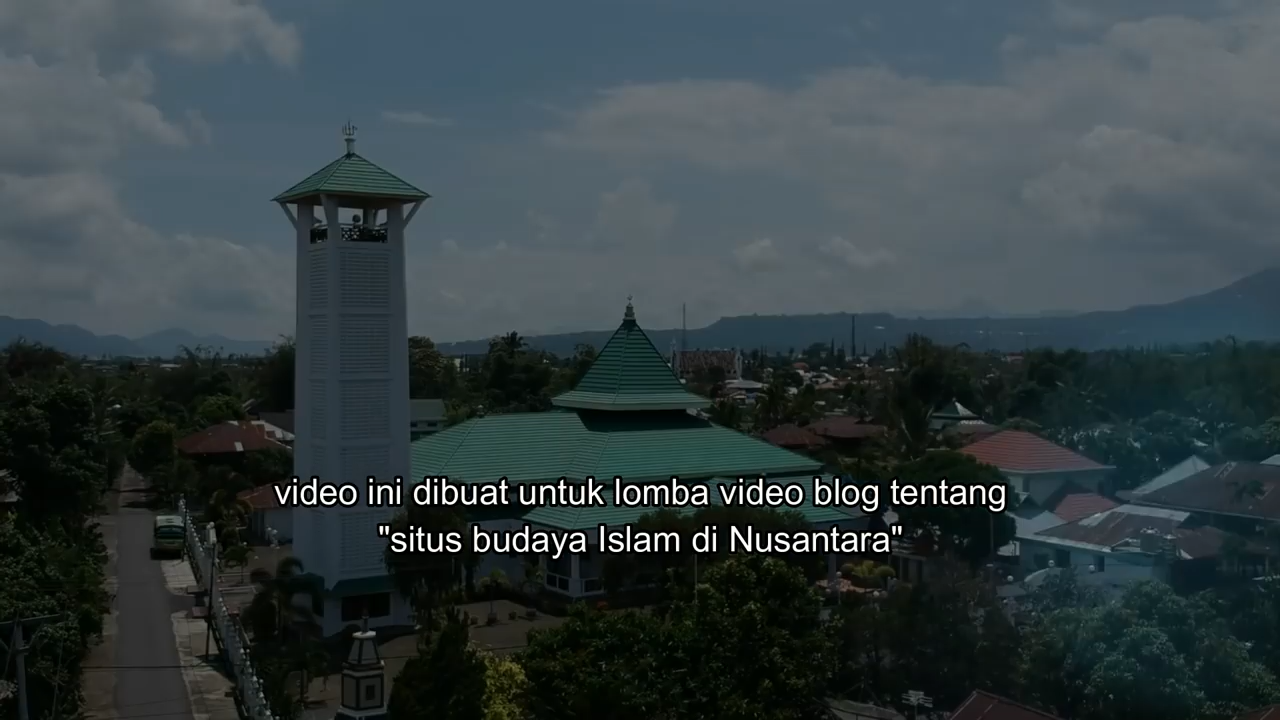 video ini dibuat untuk lomba video blog tentang
"situs budaya Islam di Nusantara"